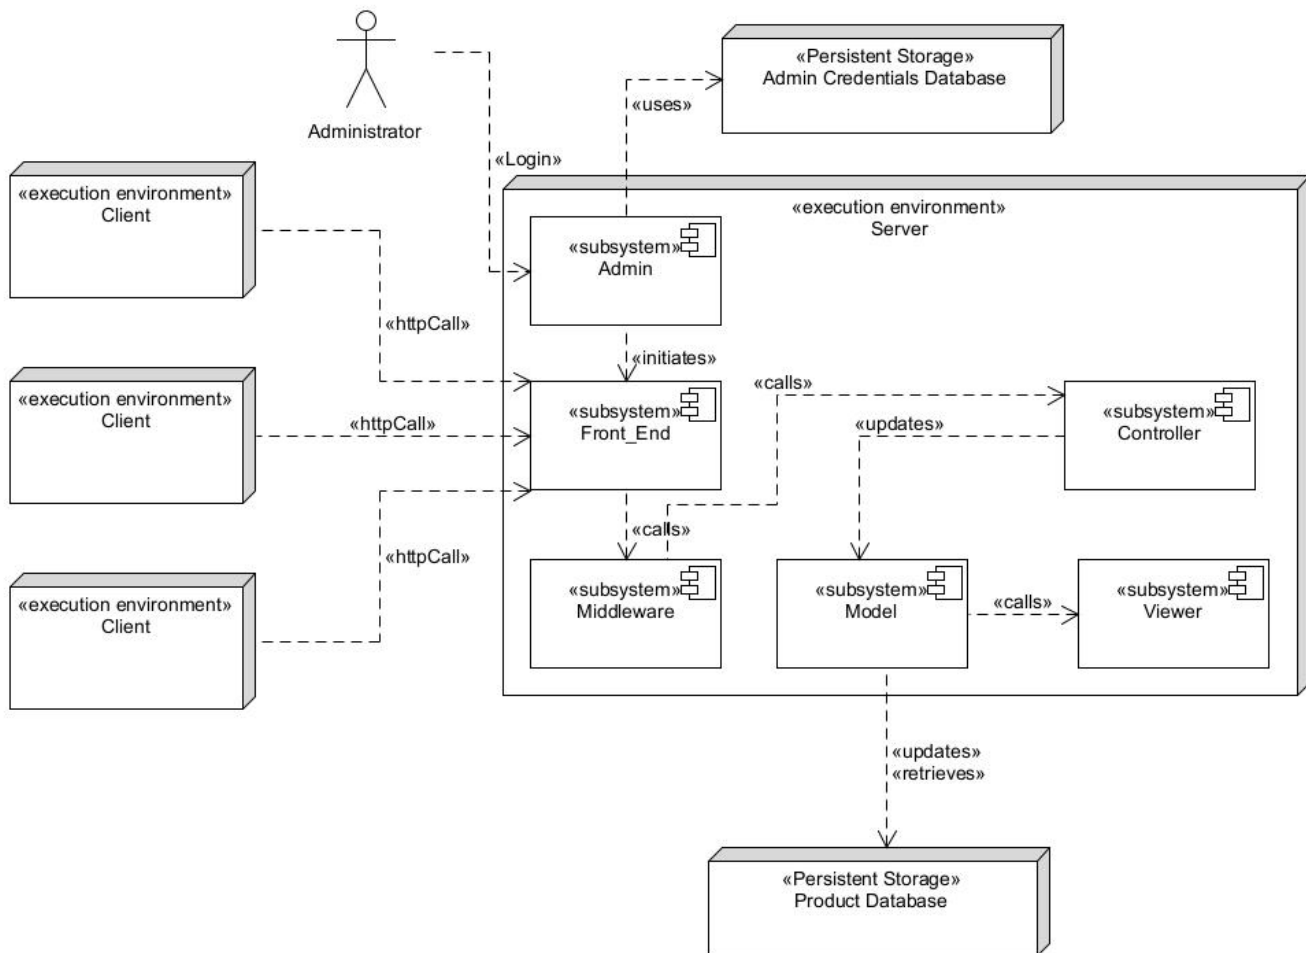 «Persistent Storage»
Admin Credentials Database
«uses»
Administrator
«Login»
«execution environment»
Client
«execution environment»
Server
«subsystem»
Admin
«httpCall»
«initiates»
«execution environment»
Client
«httpCall»
«subsystem»
Front_End
«calls»
«subsystem»
Controller
«updates»
«calls»
«httpCall»
«execution environment»
Client
«subsystem»
Middleware
«subsystem»
Model
«calls»
«subsystem»
Viewer
«updates»
«retrieves»
«Persistent Storage»
Product Database